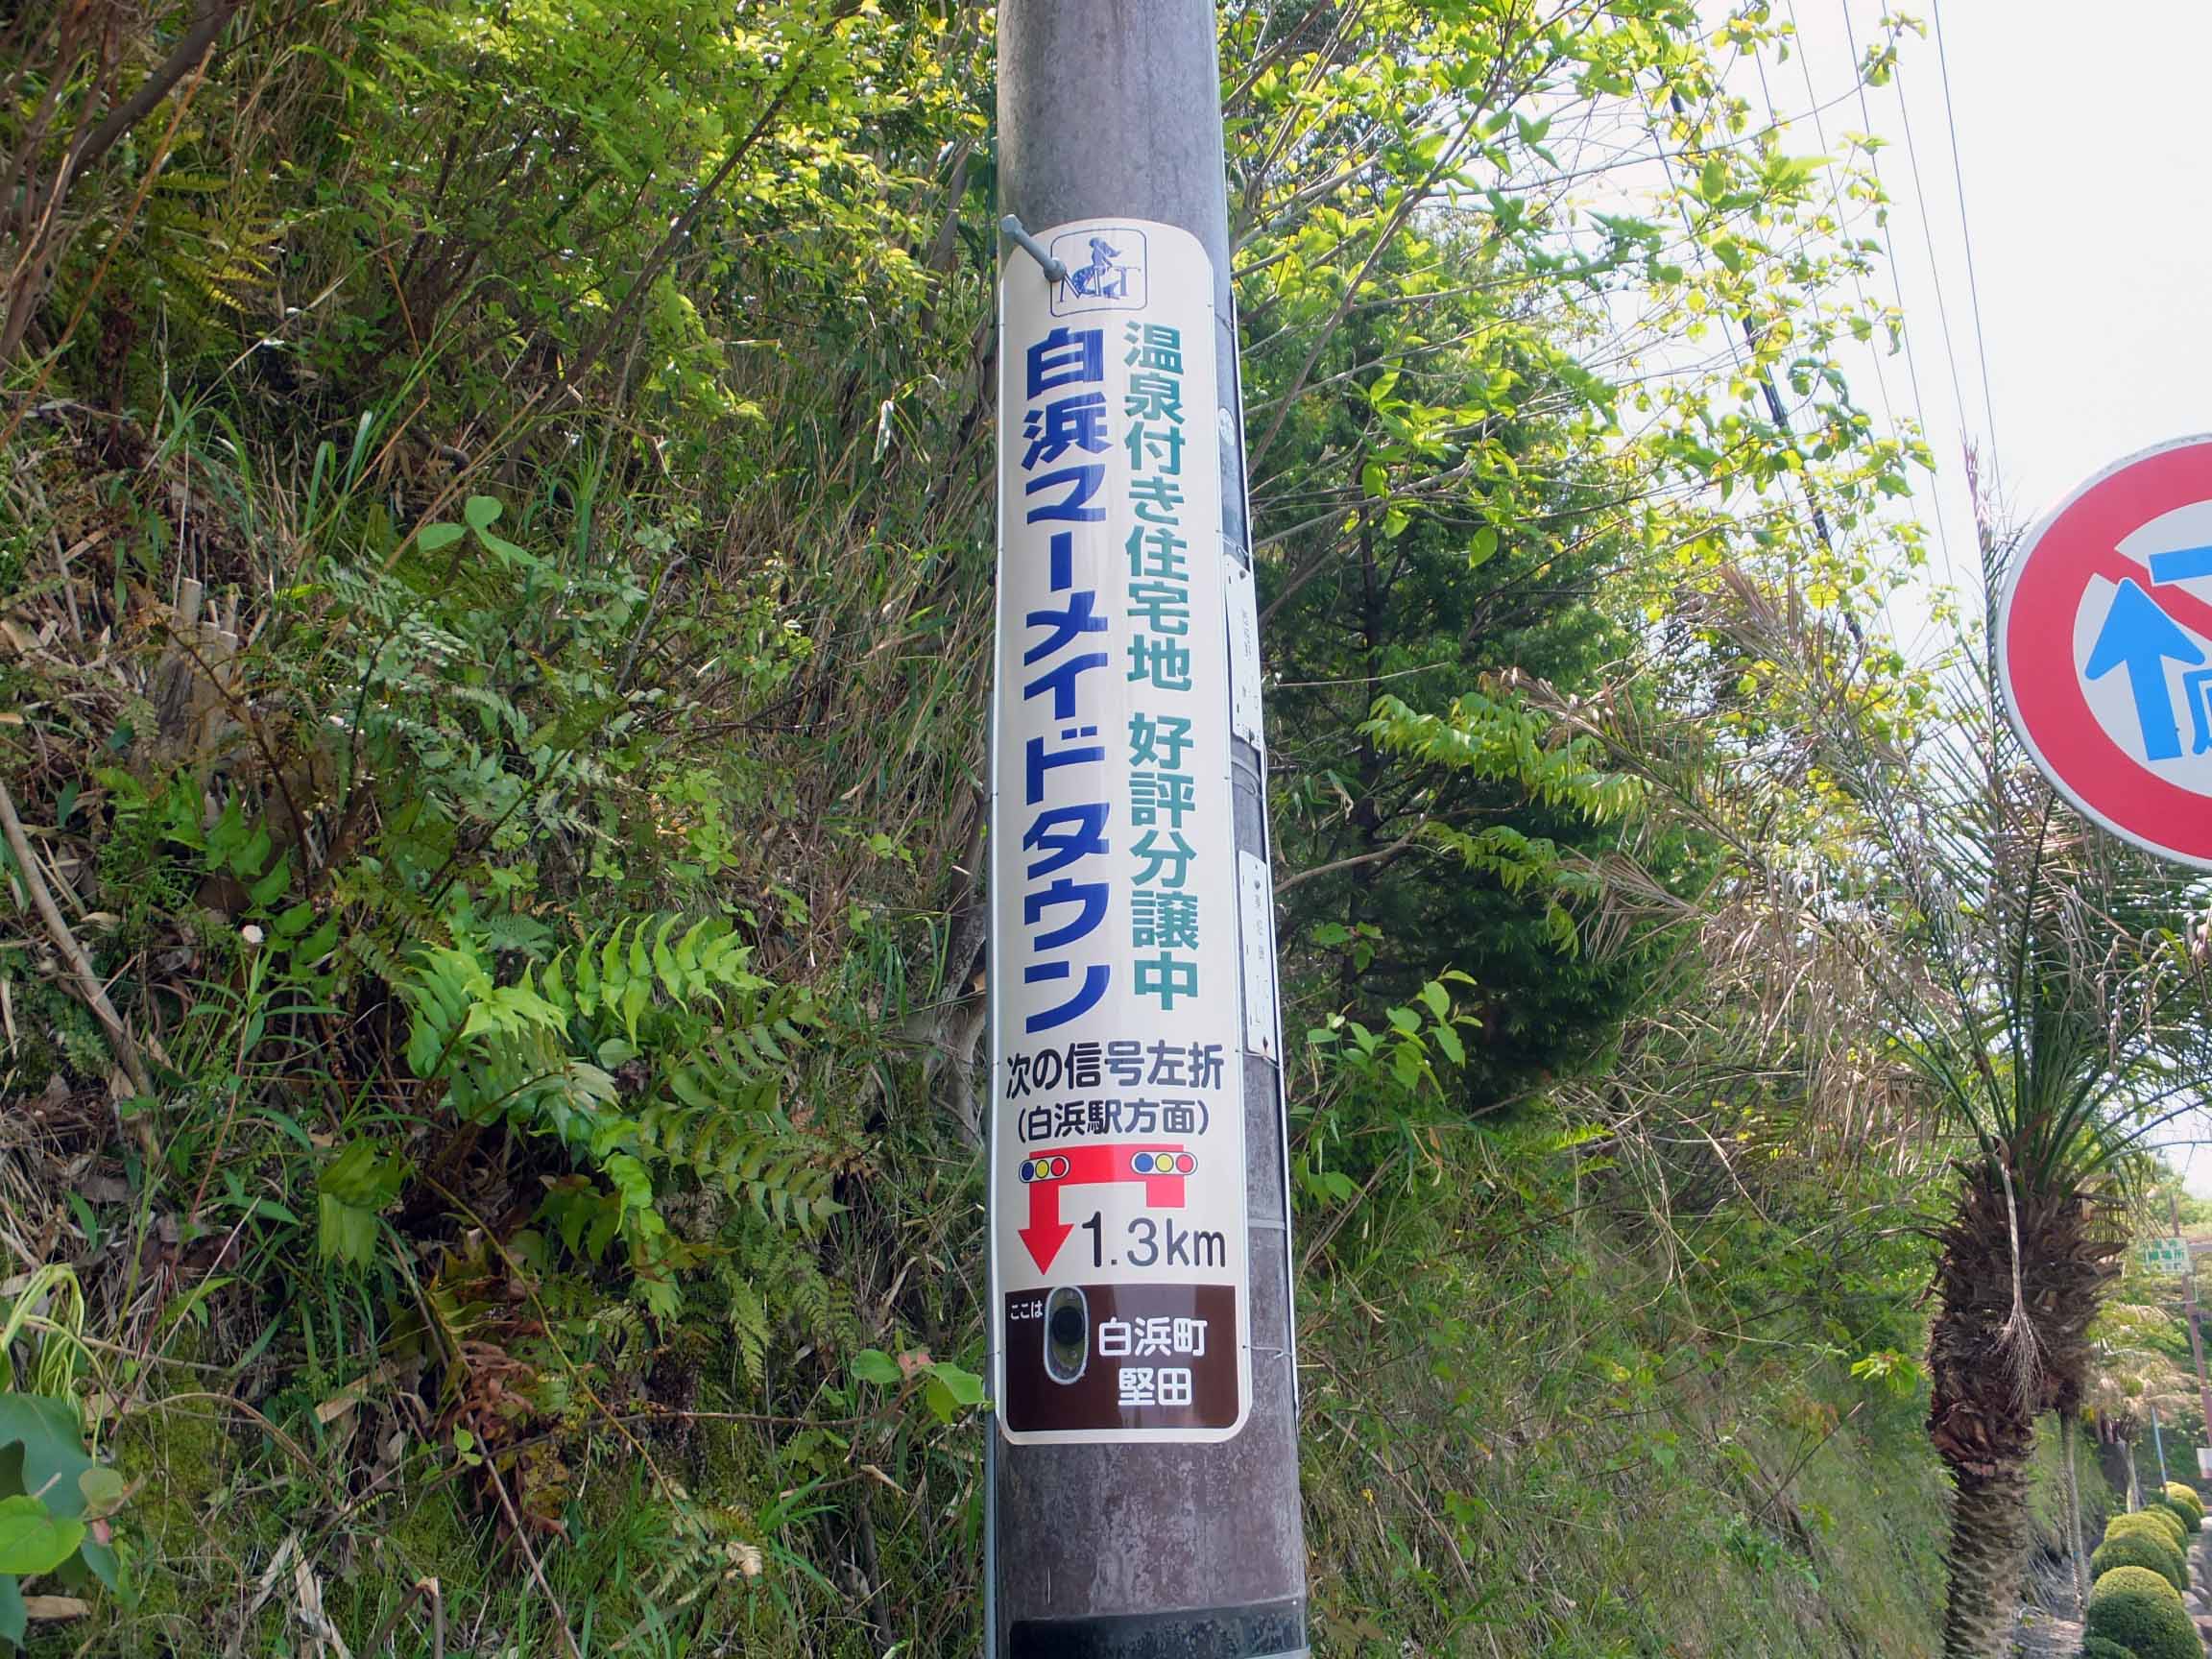 MT
温泉付き住宅地 好評分譲中
白浜マーメイドタウン
次の信号左折
(白浜駅方面)
1.3km
ここは
白浜町
堅田